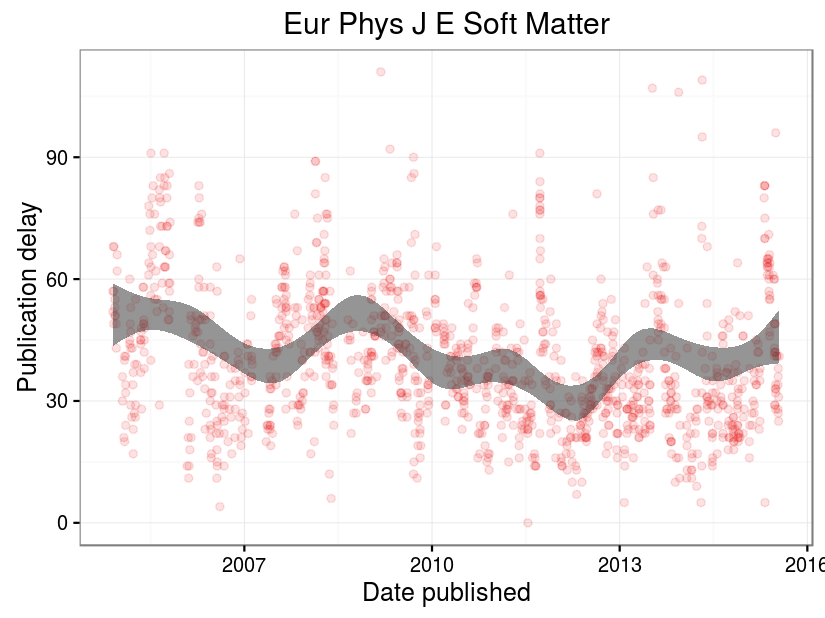 Eur Phys J E Soft Matter
Publication delay
90
60
30
0
2007
2010
2013
2016
Date published